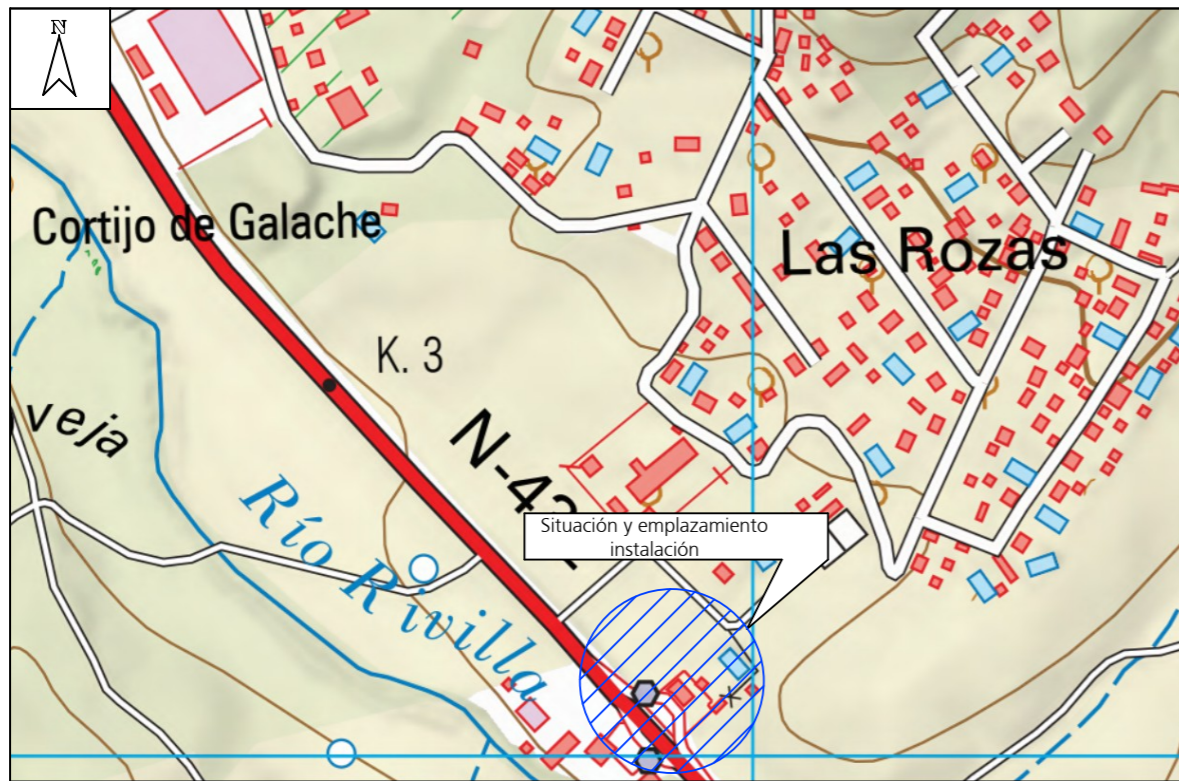 N
Cortijo de Galache
Las Rozas
K. 3
veja
Río Rivilla
Situación y emplazamiento
instalación